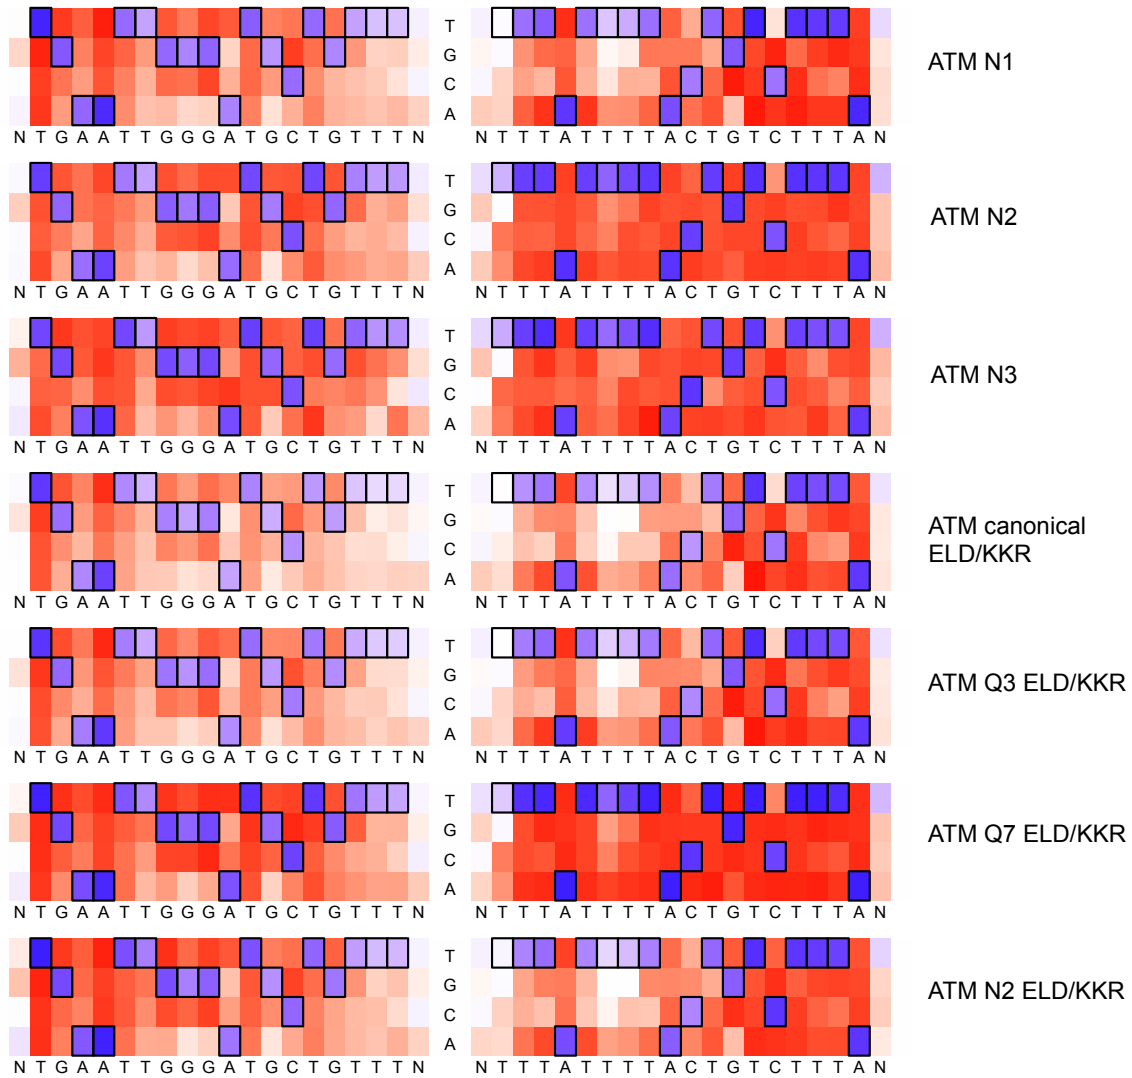 T
G
ATM N1
C
A
N T G A A T T G G G A T G C T G T T T N N T T T A T T T T A C T G T C T T T A N
T
G
ATM N2
C
A
N T G A A T T G G G A T G C T G T T T N N T T T A T T T T A C T G T C T T T A N
T
G
ATM N3
C
A
N T G A A T T G G G A T G C T G T T T N N T T T A T T T T A C T G T C T T T A N
T
G
ATM canonical
ELD/KKR
C
A
N T G A A T T G G G A T G C T G T T T N N T T T A T T T T A C T G T C T T T A N
T
G
ATM Q3 ELD/KKR
C
A
N T G A A T T G G G A T G C T G T T T N N T T T A T T T T A C T G T C T T T A N
T
G
ATM Q7 ELD/KKR
C
A
N T G A A T T G G G A T G C T G T T T N N T T T A T T T T A C T G T C T T T A N
T
G
ATM N2 ELD/KKR
C
A
N T G A A T T G G G A T G C T G T T T N N T T T A T T T T A C T G T C T T T A N